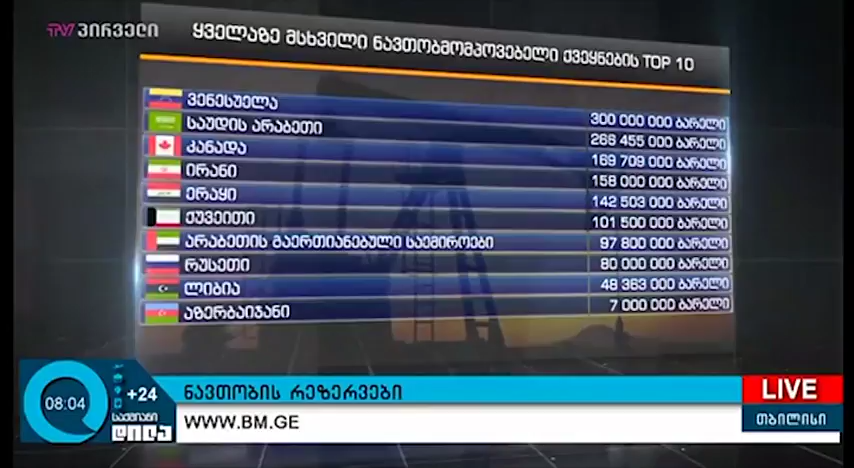 TV ᲞᲘᲠᲕᲔᲚᲘ
ᲧᲕᲔᲚᲐᲖᲔ ᲛᲡᲮᲕᲘᲚᲘ ᲜᲐᲕᲗᲝᲑᲛᲝᲛᲞᲝᲕᲔᲑᲔᲚᲘ ᲥᲕᲔᲧᲜᲔᲑᲘᲡ TOP 10
ᲕᲔᲜᲔᲡᲣᲔᲚᲐ 300 000 000 ᲑᲐᲠᲔᲚᲘ
ᲡᲐᲣᲓᲘᲡ ᲐᲠᲐᲑᲔᲗᲘ 266 455 000 ᲑᲐᲠᲔᲚᲘ
ᲙᲐᲜᲐᲓᲐ 169 709 000 ᲑᲐᲠᲔᲚᲘ
ᲘᲠᲐᲜᲘ 158 000 000 ᲑᲐᲠᲔᲚᲘ
ᲔᲠᲐᲧᲘ 142 503 000 ᲑᲐᲠᲔᲚᲘ
ᲥᲣᲕᲔᲘᲗᲘ 101 500 000 ᲑᲐᲠᲔᲚᲘ
ᲐᲠᲐᲑᲔᲗᲘᲡ ᲒᲐᲔᲠᲗᲘᲐᲜᲔᲑᲣᲚᲘ ᲡᲐᲔᲛᲘᲠᲝᲔᲑᲘ 97 800 000 ᲑᲐᲠᲔᲚᲘ
ᲠᲣᲡᲔᲗᲘ 80 000 000 ᲑᲐᲠᲔᲚᲘ
ᲚᲘᲑᲘᲐ 48 363 000 ᲑᲐᲠᲔᲚᲘ
ᲐᲖᲔᲠᲑᲐᲘᲯᲐᲜᲘ 7 000 000 ᲑᲐᲠᲔᲚᲘ
08:04
+24
ᲡᲐᲥᲛᲘᲐᲜᲘ
ᲓᲘᲚᲐ
ᲜᲐᲕᲗᲝᲑᲘᲡ ᲠᲔᲖᲔᲠᲕᲔᲑᲘ
WWW.BM.GE
LIVE
ᲗᲑᲘᲚᲘᲡᲘ